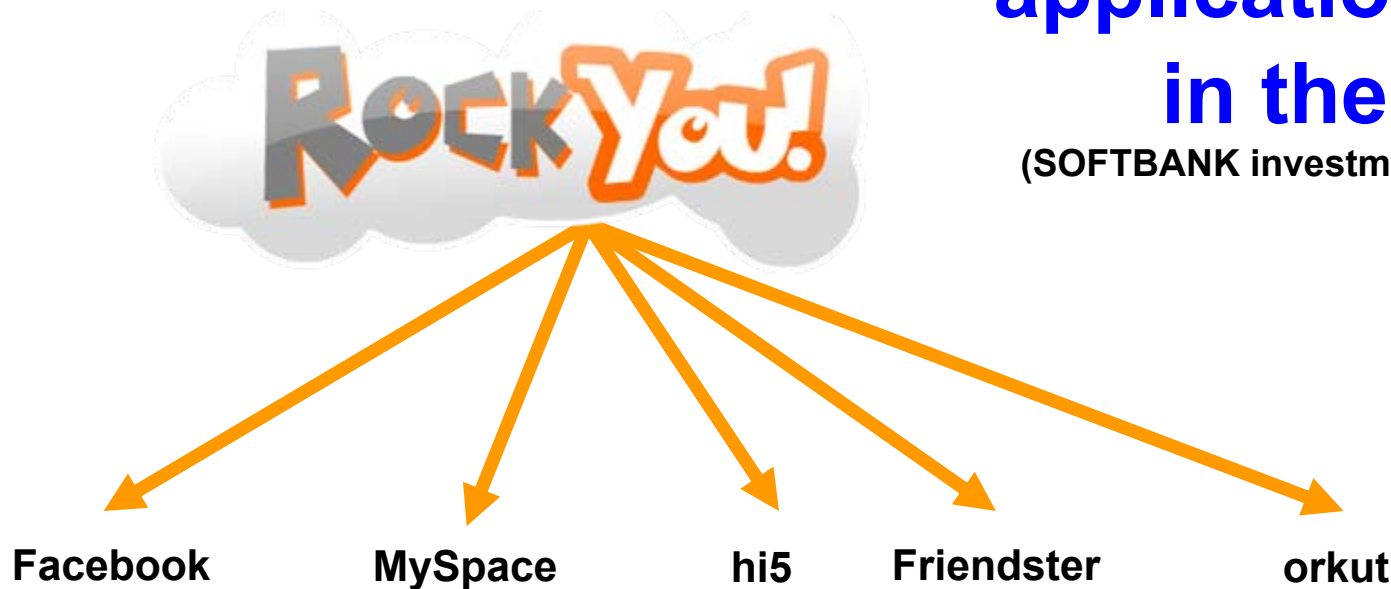 applicatio
in the
(SOFTBANK investm
RockYou!
Facebook MySpace hi5 Friendster orkut